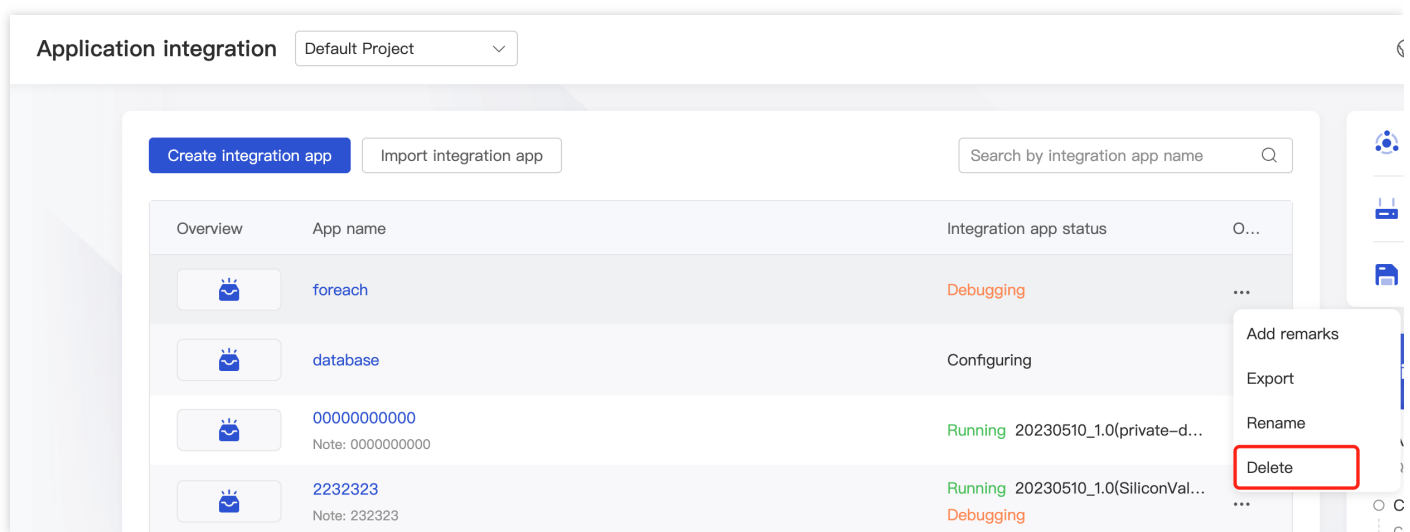 Application integration
Default Project
Create integration app
Import integration app
Search by integration app name
Overview
App name
Integration app status
O...
foreach
Debugging
...
database
Configuring
00000000000
Note: 0000000000
Running 20230510_1.0(private-d...
2232323
Note: 232323
Running 20230510_1.0(SiliconVal...
Debugging
...
Add remarks
Export
Rename
Delete